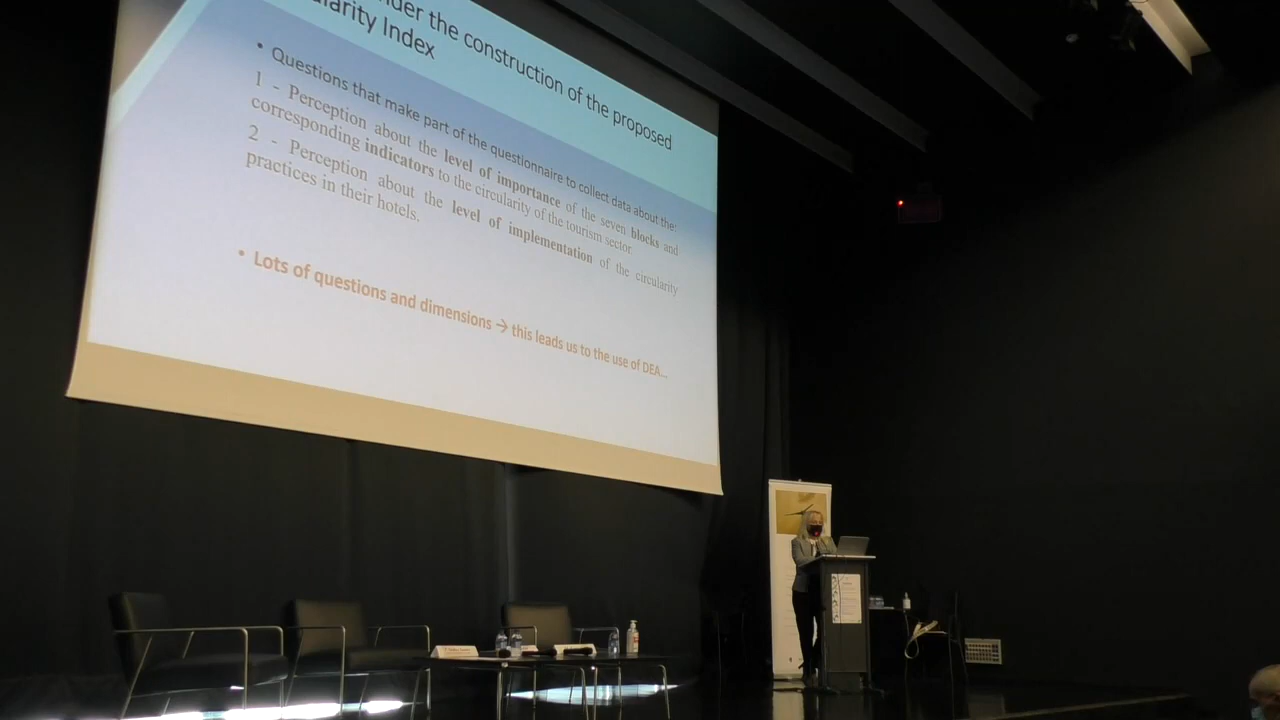 nder the construction of the proposed
ularity Index
• Questions that make part of the questionnaire to collect data about the:
1 - Perception about the level of importance of the seven blocks and
corresponding indicators to the circularity of the tourism sector.
2 - Perception about the level of implementation of the circularity
practices in their hotels.
• Lots of questions and dimensions → this leads us to the use of DEA...